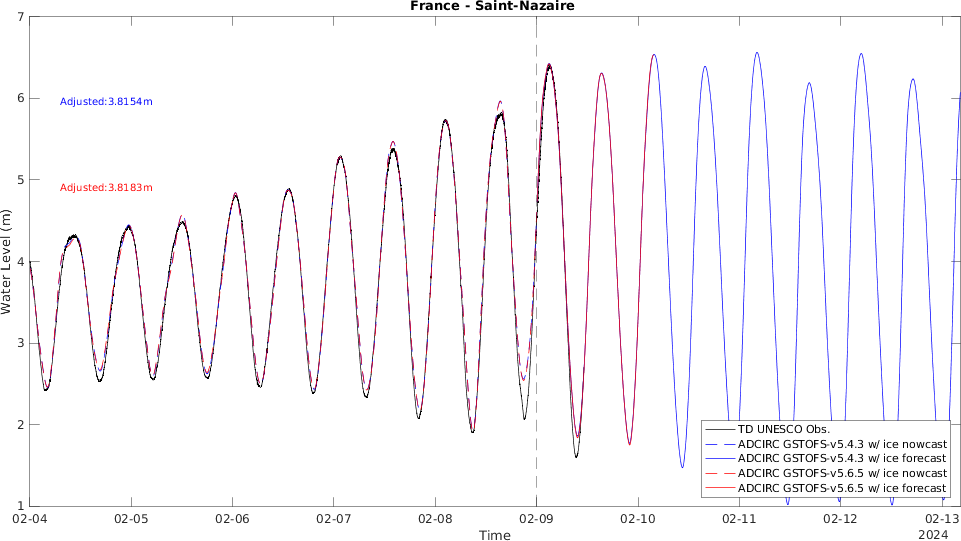 France - Saint-Nazaire
7
6
5
4
3
2
1
Water Level (m)
Adjusted:3.8154m
Adjusted:3.8183m
TD UNESCO Obs.
ADCIRC GSTOFS-v5.4.3 w/ ice nowcast
ADCIRC GSTOFS-v5.4.3 w/ ice forecast
ADCIRC GSTOFS-v5.6.5 w/ ice nowcast
ADCIRC GSTOFS-v5.6.5 w/ ice forecast
02-04 02-05 02-06 02-07 02-08 02-09 02-10 02-11 02-12 02-13
2024
Time